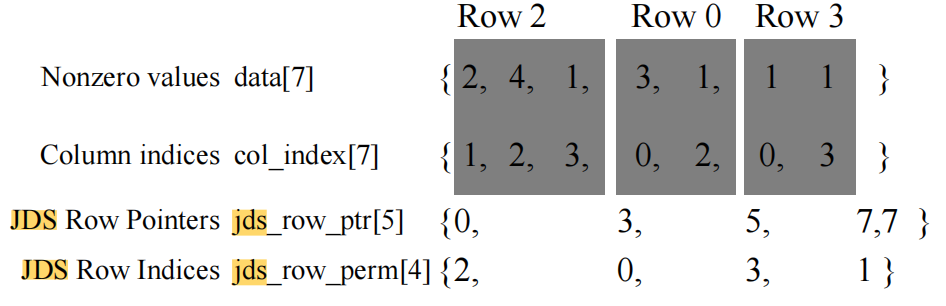 Row 2 Row 0 Row 3
Nonzero values data[7] {2, 4, 1, 3, 1, 1 1 }
Column indices col_index[7] {1, 2, 3, 0, 2, 0, 3 }
JDS Row Pointers jds_row_ptr[5] {0, 3, 5, 7,7 }
JDS Row Indices jds_row_perm[4] {2, 0, 3, 1 }